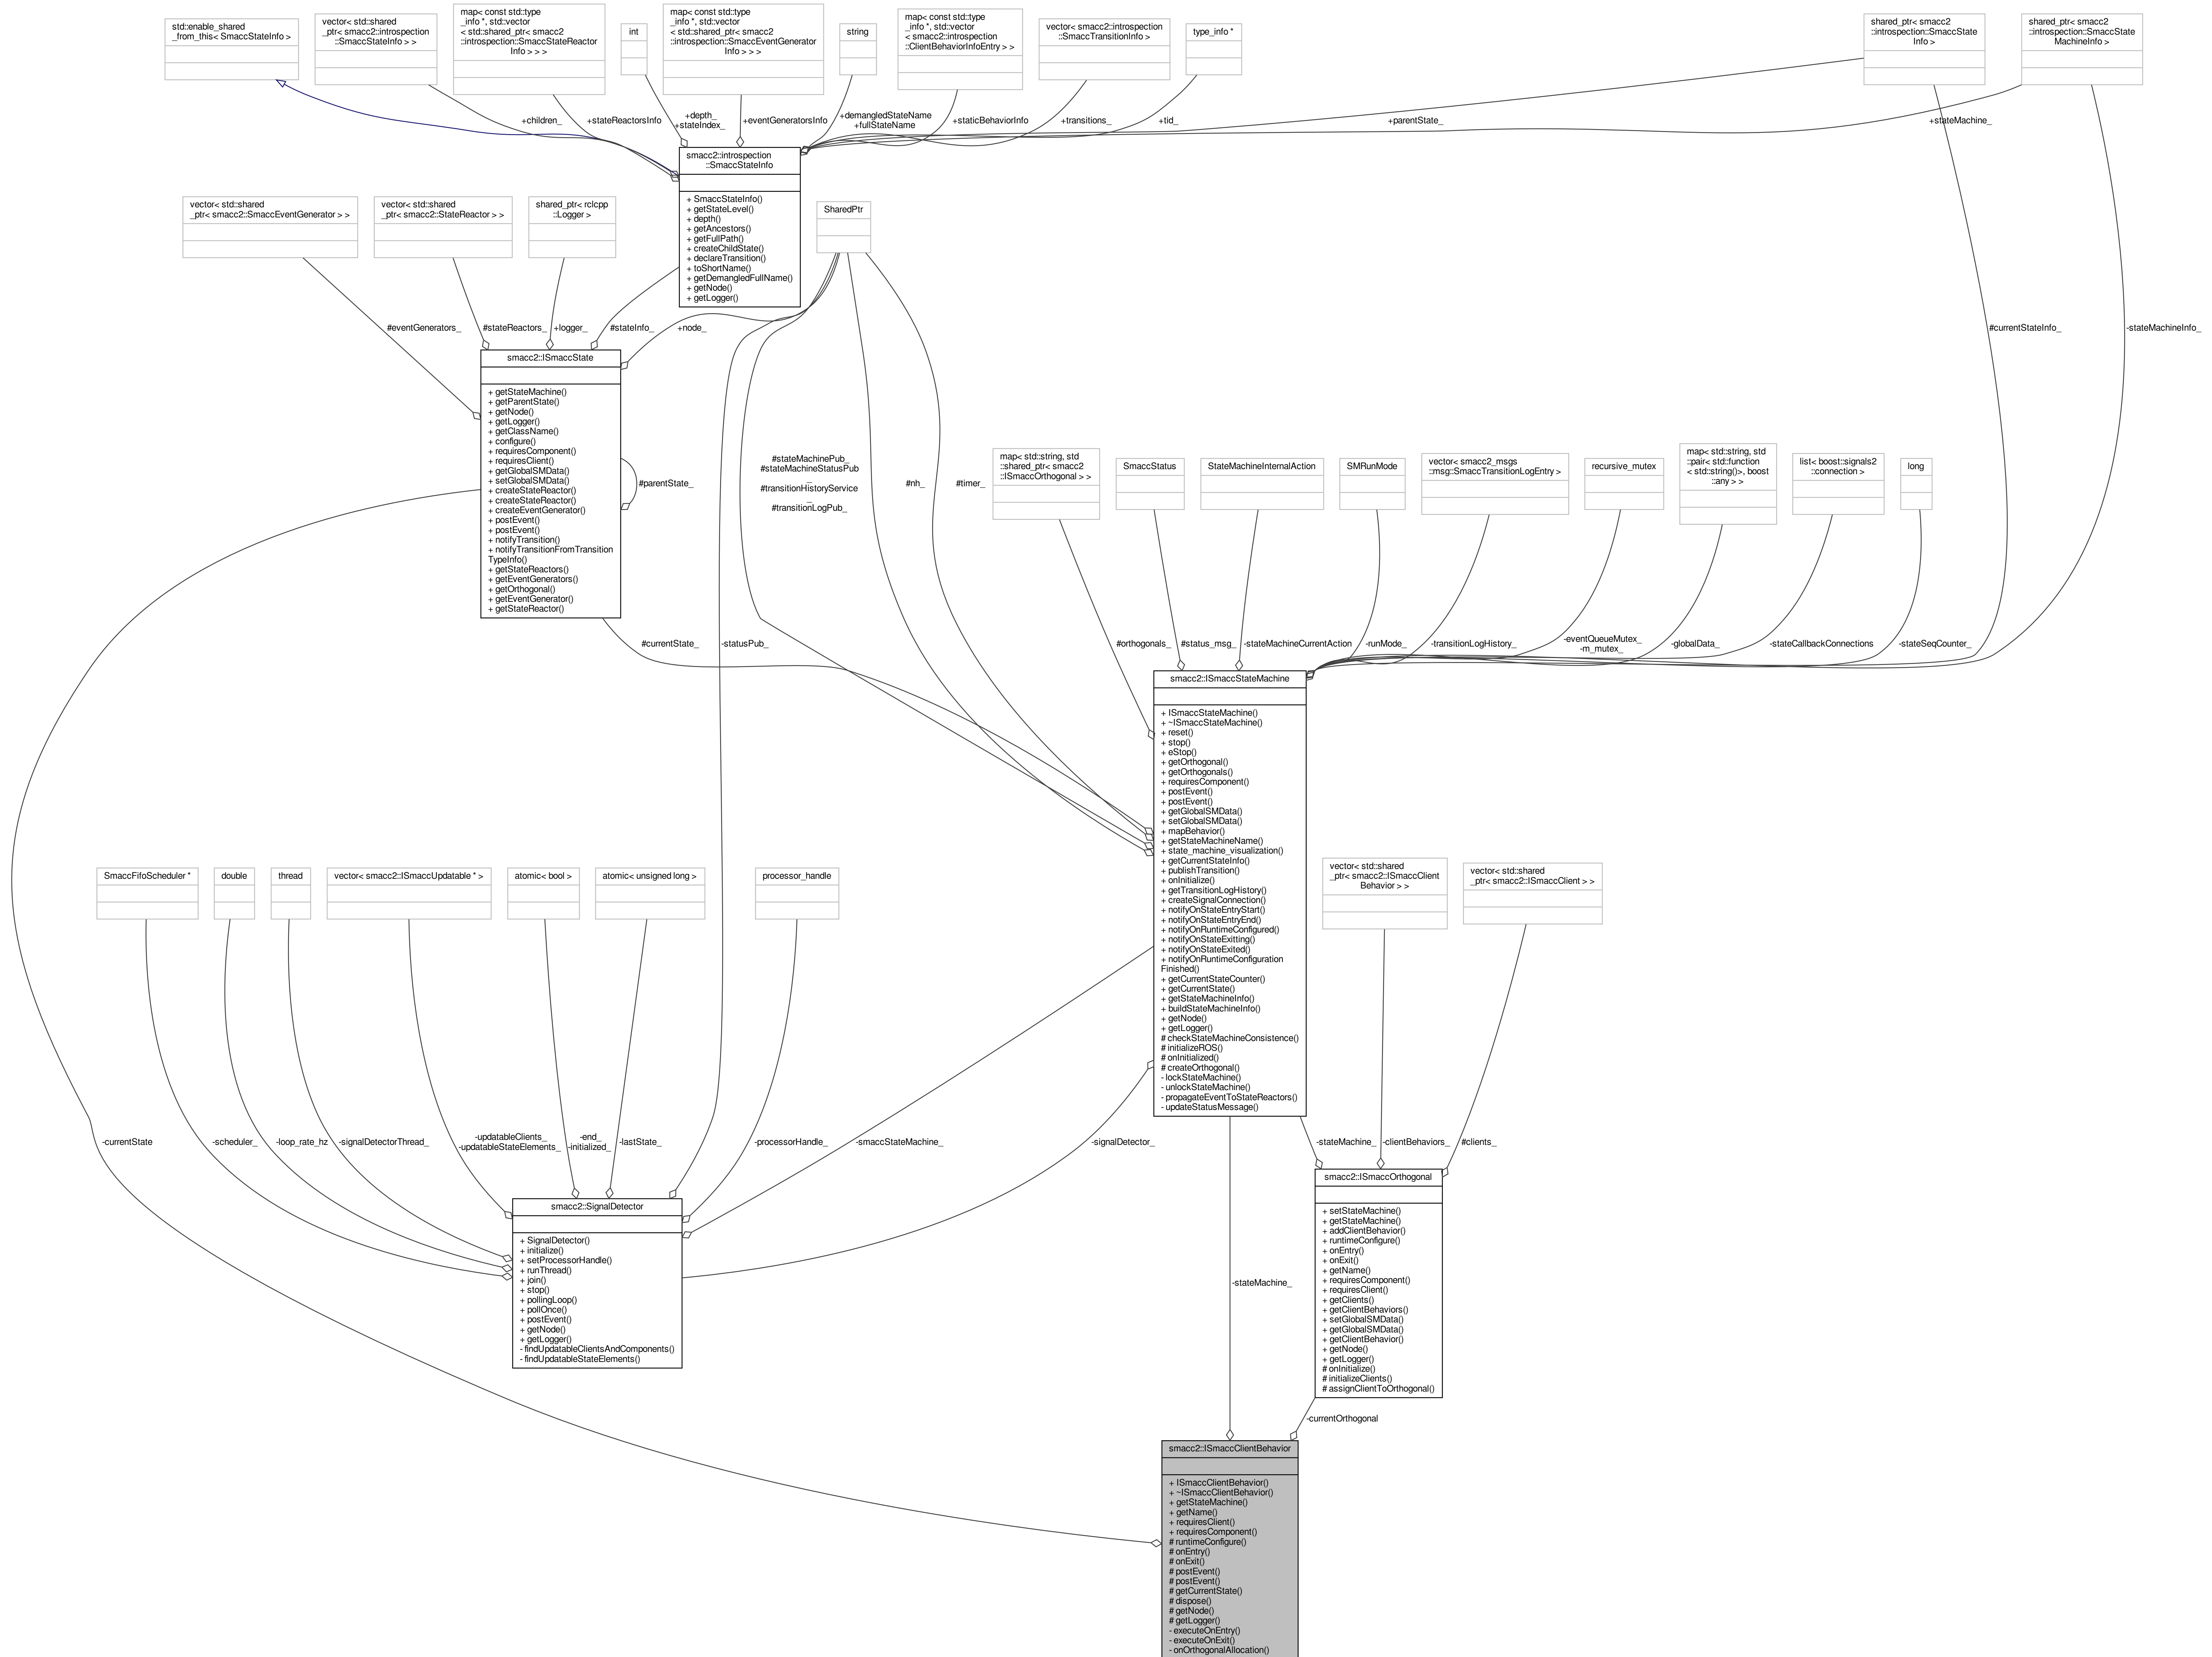 std::enable_shared
_from_this< SmaccStateInfo >
vector< std::shared
_ptr< smacc2::introspection
::SmaccStateInfo > >
map< const std::type
_info *, std::vector
< std::shared_ptr< smacc2
::introspection::SmaccStateReactor
Info > > >
int
map< const std::type
_info *, std::vector
< std::shared_ptr< smacc2
::introspection::SmaccEventGenerator
Info > > >
string
map< const std::type
_info *, std::vector
< smacc2::introspection
::ClientBehaviorInfoEntry > >
vector< smacc2::introspection
::SmaccTransitionInfo >
type_info *
shared_ptr< smacc2
::introspection::SmaccState
Info >
shared_ptr< smacc2
::introspection::SmaccState
MachineInfo >
+children_
+stateReactorsInfo
+depth_
+stateIndex_
+eventGeneratorsInfo
+demangledStateName
+fullStateName
+staticBehaviorInfo
+transitions_
+tid_
+parentState_
+stateMachine_
smacc2::introspection
::SmaccStateInfo
+ SmaccStateInfo()
+ getStateLevel()
+ depth()
+ getAncestors()
+ getFullPath()
+ createChildState()
+ declareTransition()
+ toShortName()
+ getDemangledFullName()
+ getNode()
+ getLogger()
vector< std::shared
_ptr< smacc2::SmaccEventGenerator > >
vector< std::shared
_ptr< smacc2::StateReactor > >
shared_ptr< rclcpp
::Logger >
SharedPtr
#eventGenerators_
#stateReactors_
+logger_
#stateInfo_
+node_
#currentStateInfo_
-stateMachineInfo_
smacc2::ISmaccState
+ getStateMachine()
+ getParentState()
+ getNode()
+ getLogger()
+ getClassName()
+ configure()
+ requiresComponent()
+ requiresClient()
+ getGlobalSMData()
+ setGlobalSMData()
+ createStateReactor()
+ createStateReactor()
+ createEventGenerator()
+ postEvent()
+ postEvent()
+ notifyTransition()
+ notifyTransitionFromTransition
TypeInfo()
+ getStateReactors()
+ getEventGenerators()
+ getOrthogonal()
+ getEventGenerator()
+ getStateReactor()
#parentState_
#stateMachinePub_
#stateMachineStatusPub
_
#transitionHistoryService
_
#transitionLogPub_
#nh_
#timer_
map< std::string, std
::shared_ptr< smacc2
::ISmaccOrthogonal > >
SmaccStatus
StateMachineInternalAction
SMRunMode
vector< smacc2_msgs
::msg::SmaccTransitionLogEntry >
recursive_mutex
map< std::string, std
::pair< std::function
< std::string()>, boost
::any > >
list< boost::signals2
::connection >
long
#currentState_
-statusPub_
#orthogonals_
#status_msg_
-stateMachineCurrentAction
-runMode_
-transitionLogHistory_
-eventQueueMutex_
-m_mutex_
-globalData_
-stateCallbackConnections
-stateSeqCounter_
smacc2::ISmaccStateMachine
+ ISmaccStateMachine()
+ ~ISmaccStateMachine()
+ reset()
+ stop()
+ eStop()
+ getOrthogonal()
+ getOrthogonals()
+ requiresComponent()
+ postEvent()
+ postEvent()
+ getGlobalSMData()
+ setGlobalSMData()
+ mapBehavior()
+ getStateMachineName()
+ state_machine_visualization()
+ getCurrentStateInfo()
+ publishTransition()
+ onInitialize()
+ getTransitionLogHistory()
+ createSignalConnection()
+ notifyOnStateEntryStart()
+ notifyOnStateEntryEnd()
+ notifyOnRuntimeConfigured()
+ notifyOnStateExitting()
+ notifyOnStateExited()
+ notifyOnRuntimeConfiguration
Finished()
+ getCurrentStateCounter()
+ getCurrentState()
+ getStateMachineInfo()
+ buildStateMachineInfo()
+ getNode()
+ getLogger()
# checkStateMachineConsistence()
# initializeROS()
# onInitialized()
# createOrthogonal()
- lockStateMachine()
- unlockStateMachine()
- propagateEventToStateReactors()
- updateStatusMessage()
SmaccFifoScheduler *
double
thread
vector< smacc2::ISmaccUpdatable * >
atomic< bool >
atomic< unsigned long >
processor_handle
vector< std::shared
_ptr< smacc2::ISmaccClient
Behavior > >
vector< std::shared
_ptr< smacc2::ISmaccClient > >
-currentState
-scheduler_
-loop_rate_hz
-signalDetectorThread_
-updatableClients_
-updatableStateElements_
-end_
-initialized_
-lastState_
-processorHandle_
-smaccStateMachine_
-signalDetector_
-stateMachine_
-clientBehaviors_
#clients_
smacc2::SignalDetector
+ SignalDetector()
+ initialize()
+ setProcessorHandle()
+ runThread()
+ join()
+ stop()
+ pollingLoop()
+ pollOnce()
+ postEvent()
+ getNode()
+ getLogger()
- findUpdatableClientsAndComponents()
- findUpdatableStateElements()
smacc2::ISmaccOrthogonal
+ setStateMachine()
+ getStateMachine()
+ addClientBehavior()
+ runtimeConfigure()
+ onEntry()
+ onExit()
+ getName()
+ requiresComponent()
+ requiresClient()
+ getClients()
+ getClientBehaviors()
+ setGlobalSMData()
+ getGlobalSMData()
+ getClientBehavior()
+ getNode()
+ getLogger()
# onInitialize()
# initializeClients()
# assignClientToOrthogonal()
-stateMachine_
-currentOrthogonal
smacc2::ISmaccClientBehavior
+ ISmaccClientBehavior()
+ ~ISmaccClientBehavior()
+ getStateMachine()
+ getName()
+ requiresClient()
+ requiresComponent()
# runtimeConfigure()
# onEntry()
# onExit()
# postEvent()
# postEvent()
# getCurrentState()
# dispose()
# getNode()
# getLogger()
- executeOnEntry()
- executeOnExit()
- onOrthogonalAllocation()